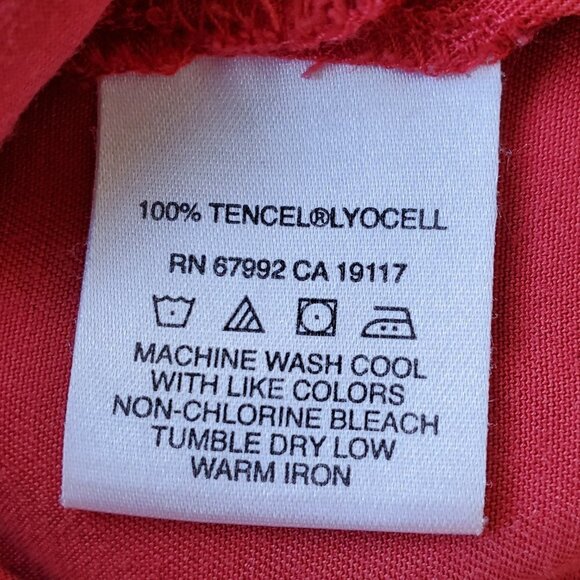 100% TENCEL®LYOCELL
RN 67992 CA 19117
MACHINE WASH COOL
WITH LIKE COLORS
NON-CHLORINE BLEACH
TUMBLE DRY LOW
WARM IRON